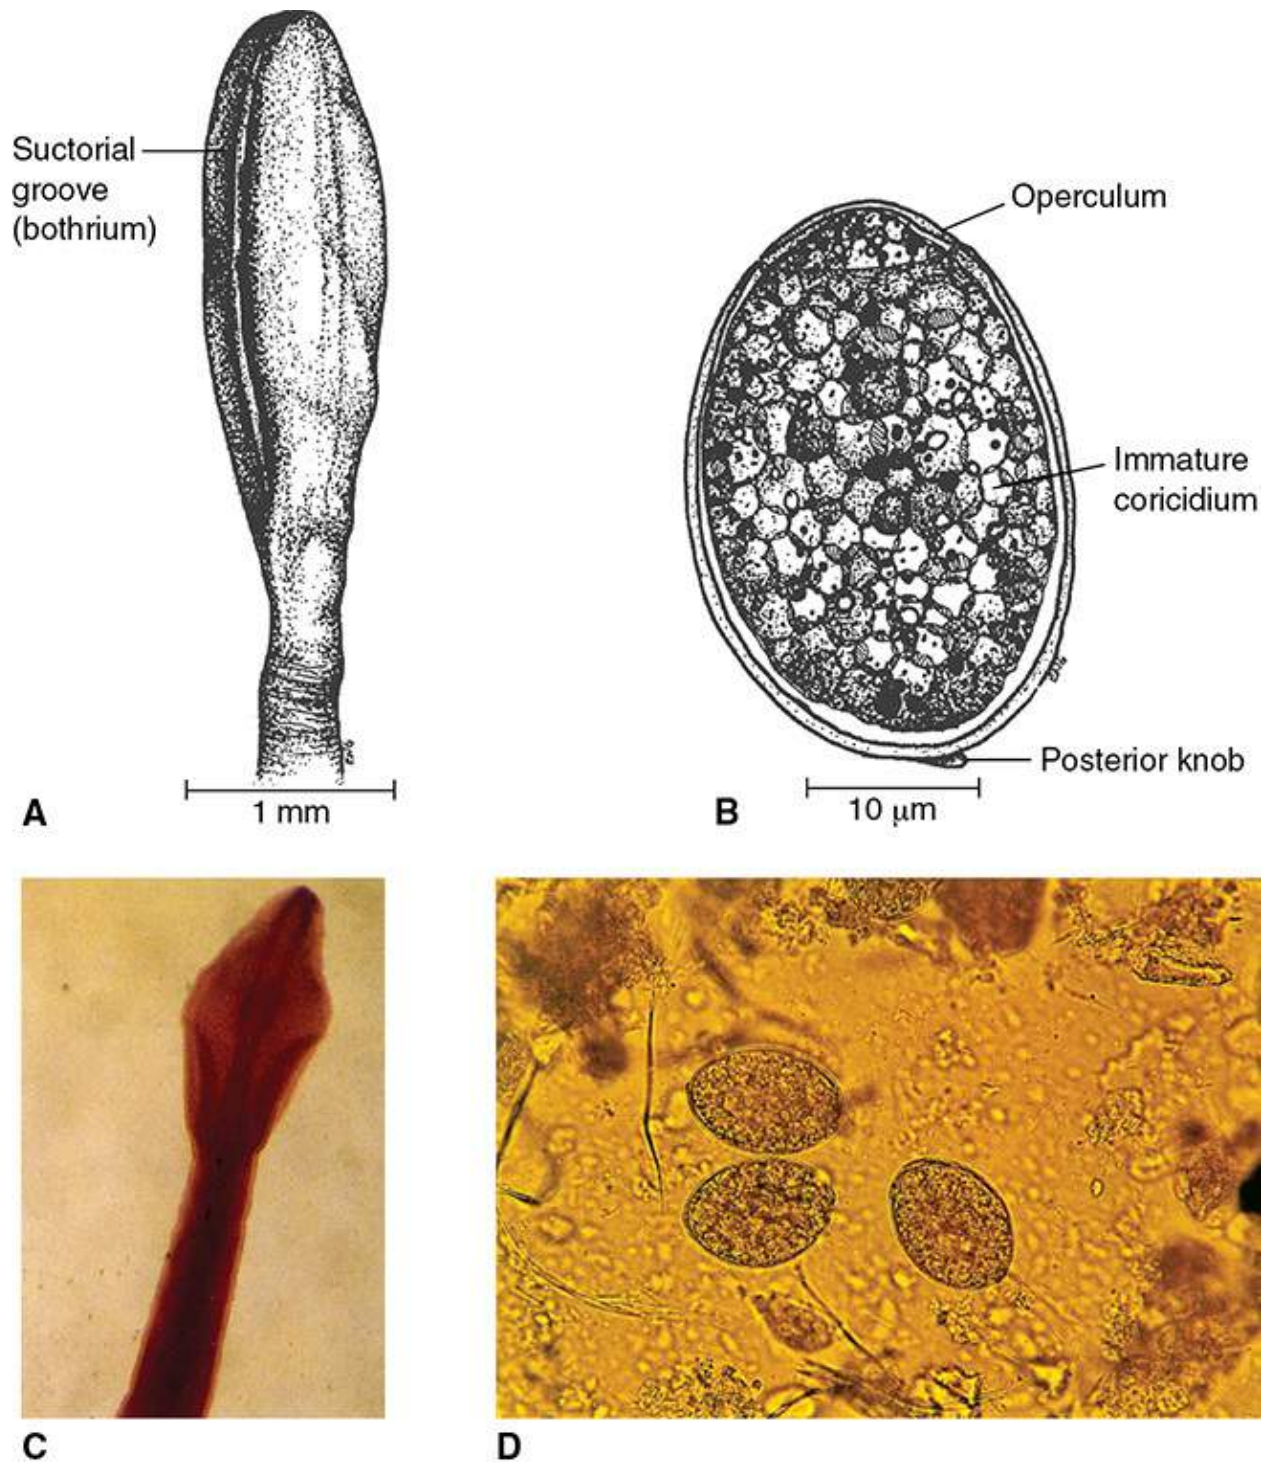 Suctorial
groove
(bothrium)
1 mm
A
Operculum
Immature
coricidium
Posterior knob
10 μm
B
C
D